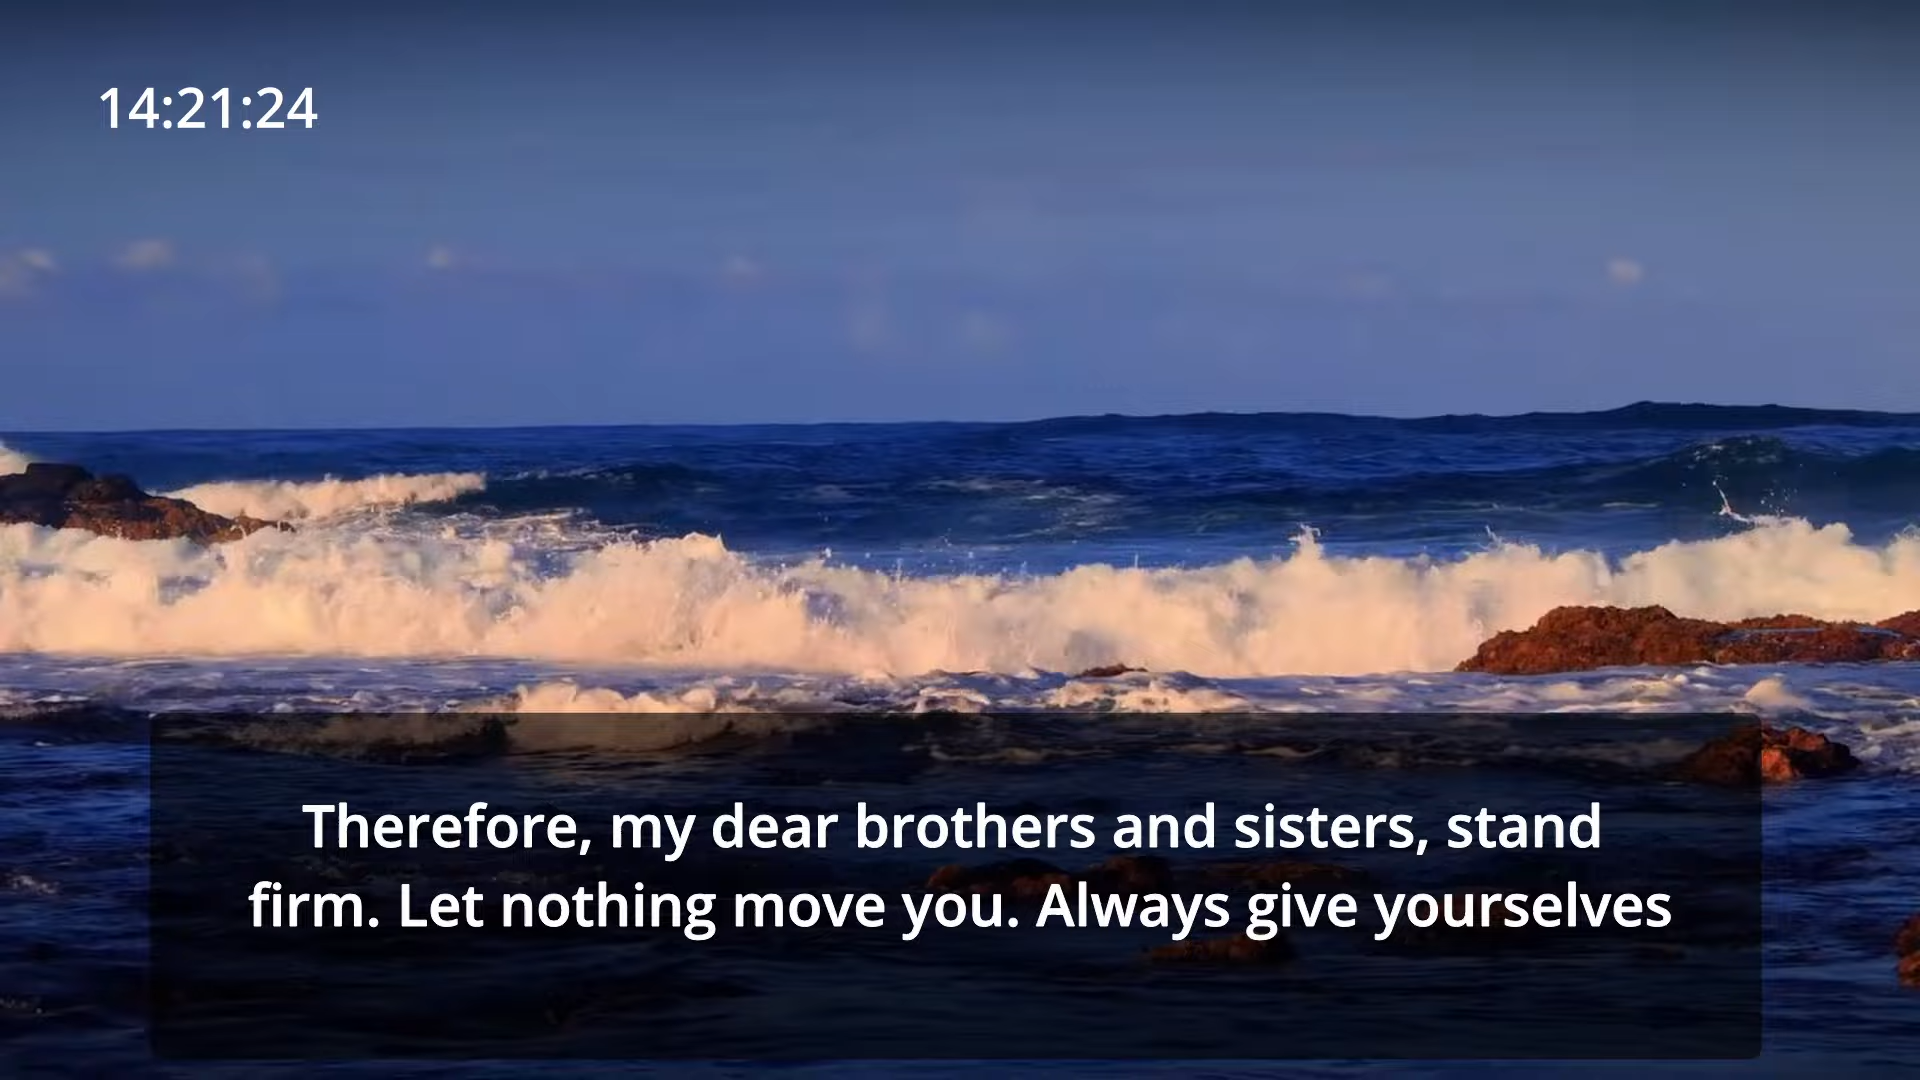 14:21:24
Therefore, my dear brothers and sisters, stand
firm. Let nothing move you. Always give yourselves